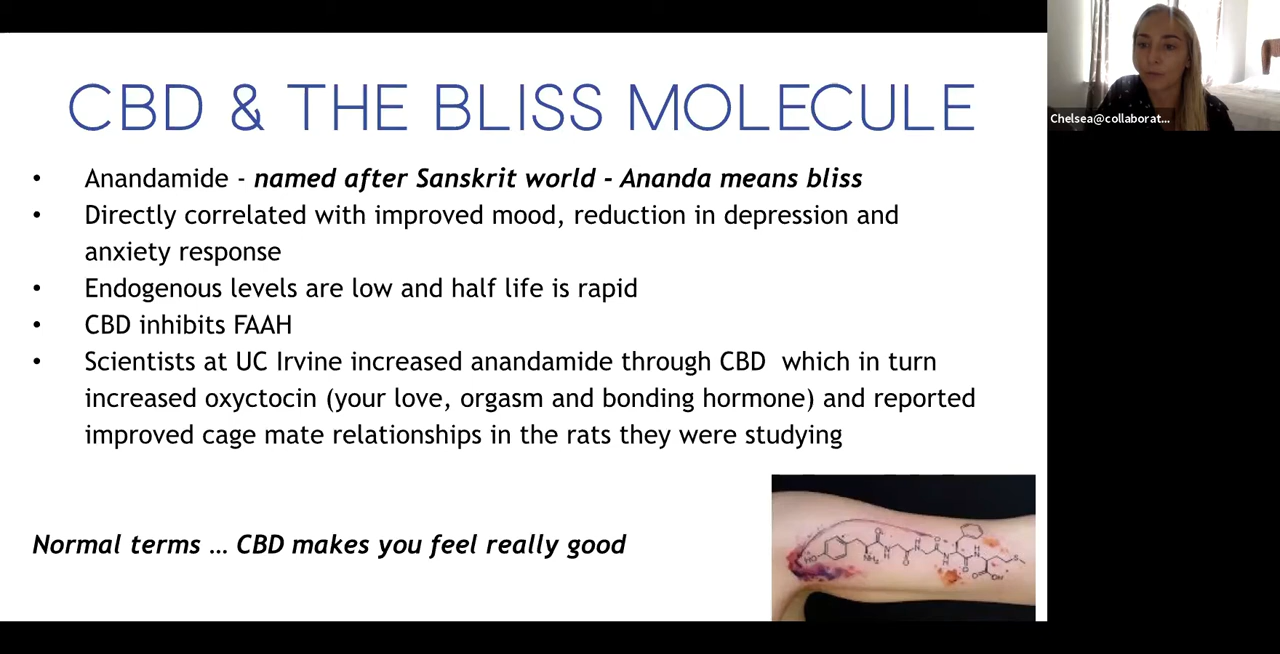 CBD & THE BLISS MOLECULE
Chelsea@collaborat...
• Anandamide - named after Sanskrit world - Ananda means bliss
• Directly correlated with improved mood, reduction in depression and
anxiety response
• Endogenous levels are low and half life is rapid
• CBD inhibits FAAH
• Scientists at UC Irvine increased anandamide through CBD which in turn
increased oxyctocin (your love, orgasm and bonding hormone) and reported
improved cage mate relationships in the rats they were studying
Normal terms … CBD makes you feel really good